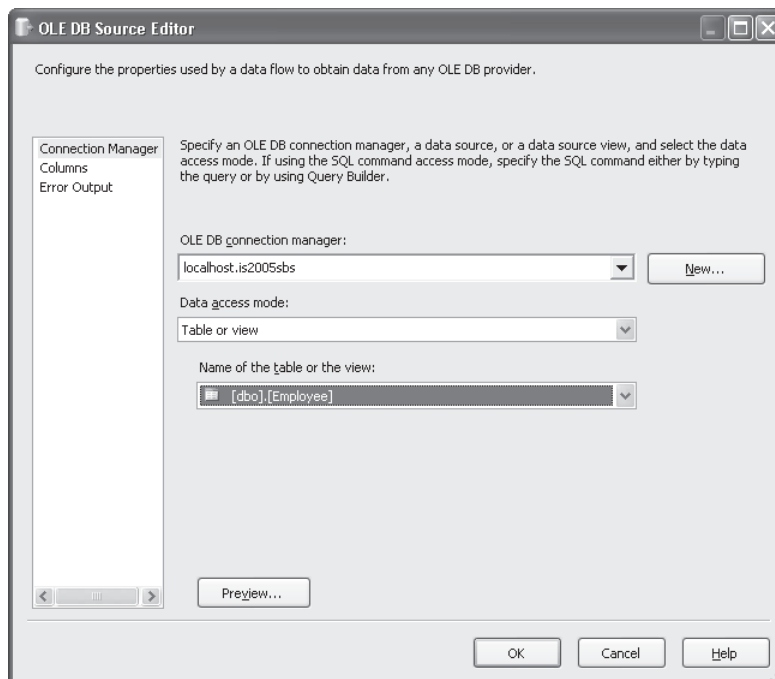 OLE DB Source Editor
Configure the properties used by a data flow to obtain data from any OLE DB provider.
Connection Manager
Columns
Error Output
Specify an OLE DB connection manager, a data source, or a data source view, and select the data
access mode. If using the SQL command access mode, specify the SQL command either by typing
the query or by using Query Builder.
OLE DB connection manager:
localhost.is2005sbs
New...
Data access mode:
Table or view
Name of the table or the view:
[dbo].[Employee]
Preview...
OK
Cancel
Help